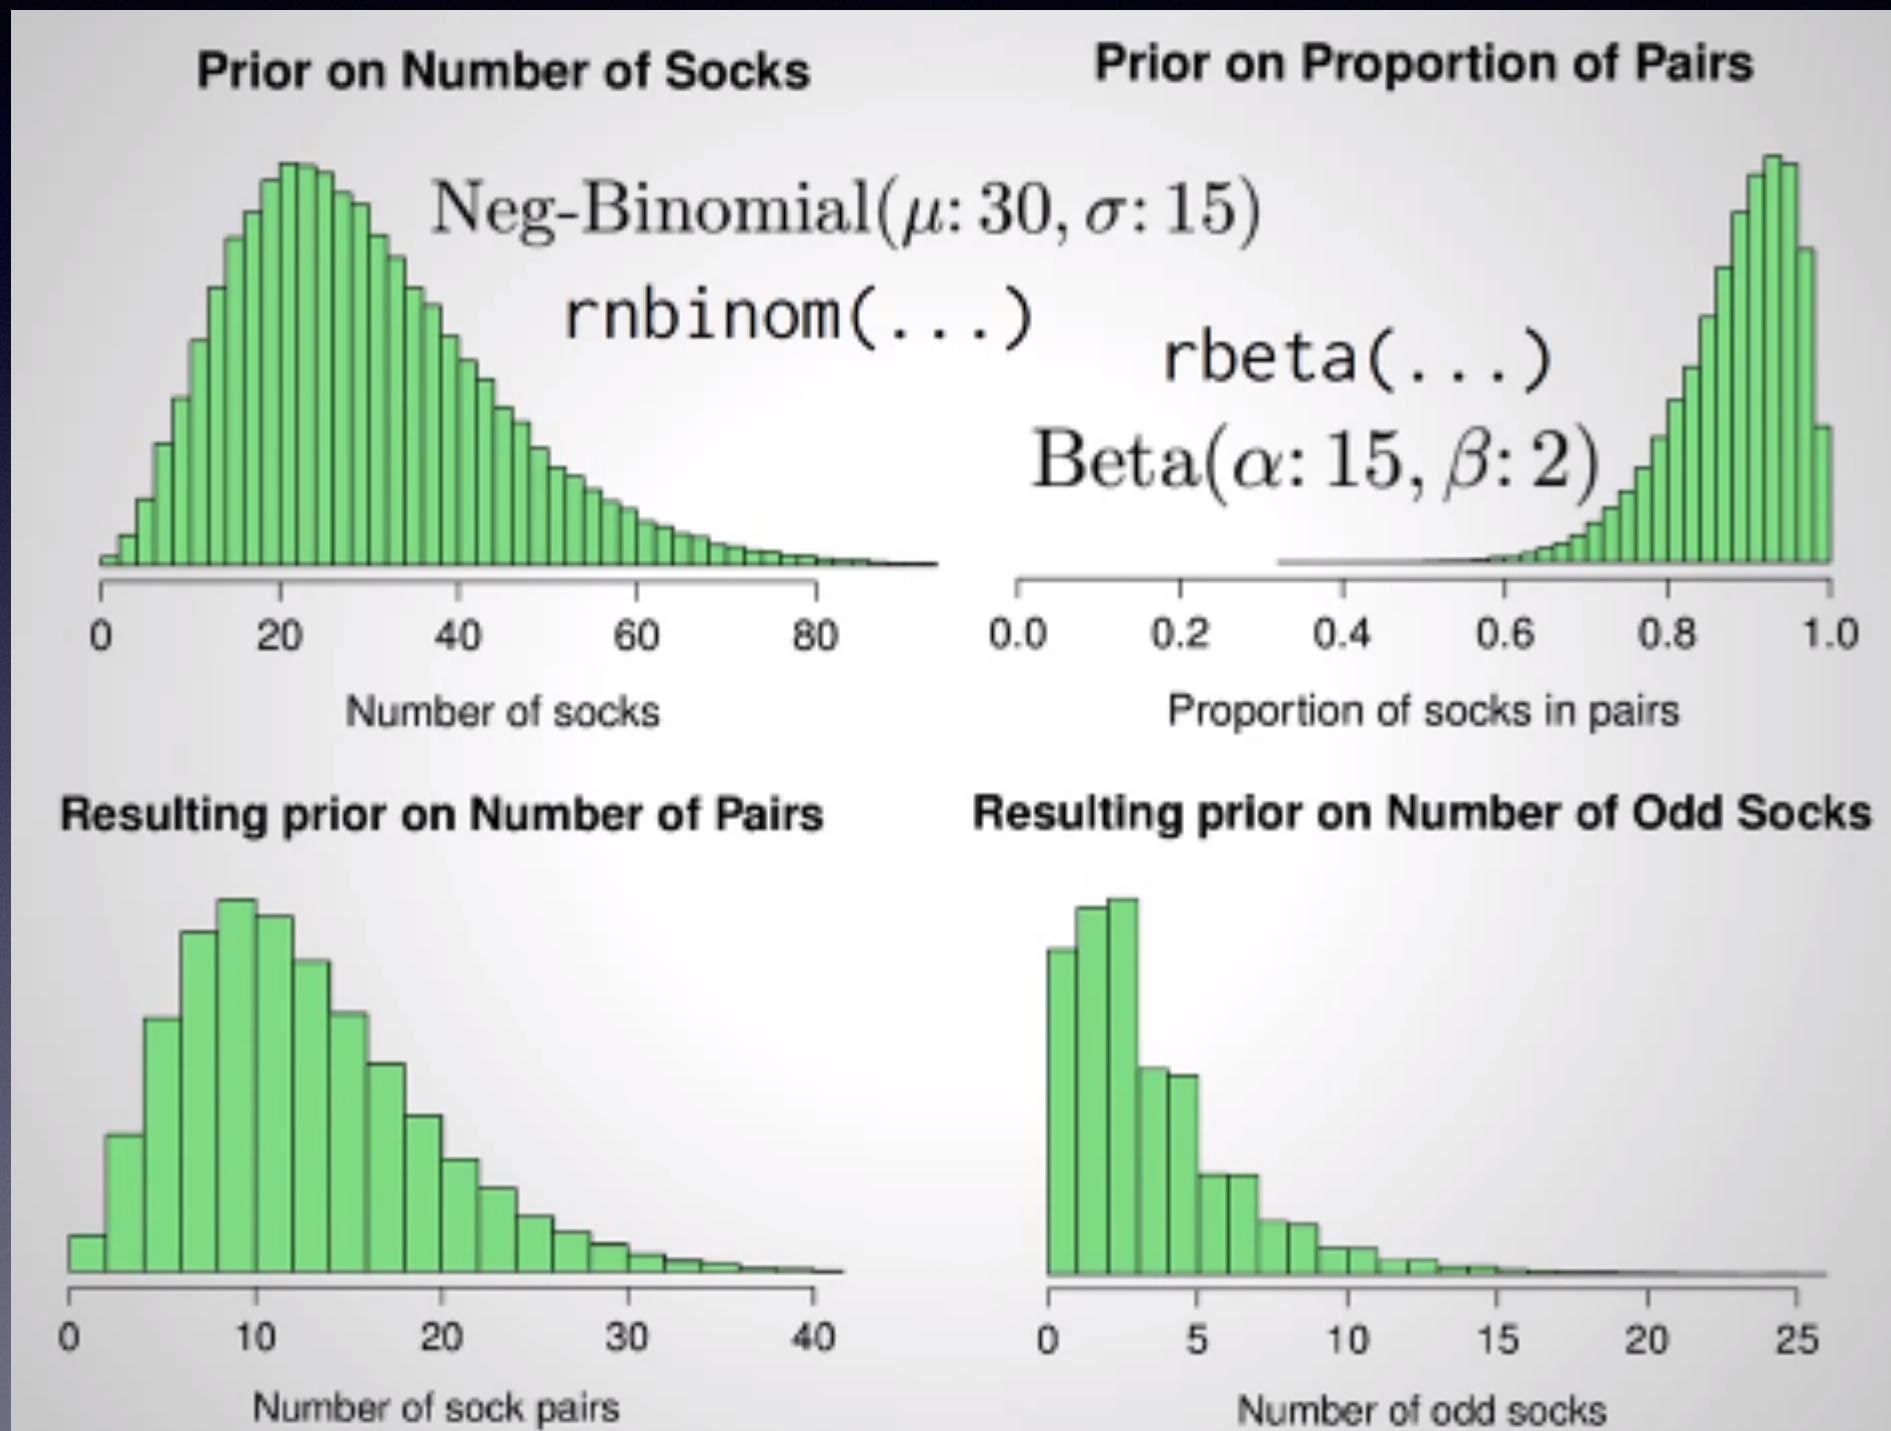 Prior on Number of Socks
Neg-Binomial(μ: 30, σ: 15)
rnbinom(...)
0 20 40 60 80
Number of socks
Prior on Proportion of Pairs
rbeta(...)
Beta(α: 15, β: 2)
0.0 0.2 0.4 0.6 0.8 1.0
Proportion of socks in pairs
Resulting prior on Number of Pairs
0 10 20 30 40
Number of sock pairs
Resulting prior on Number of Odd Socks
0 5 10 15 20 25
Number of odd socks